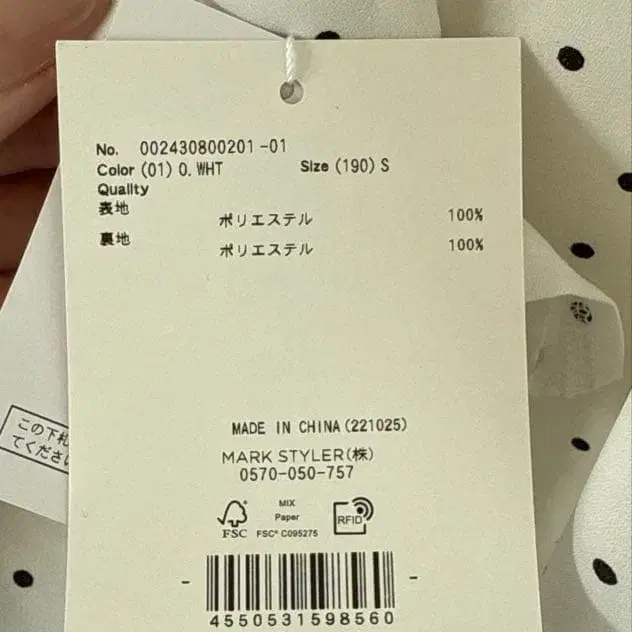 No. 002430800201-01
Color (01) O.WHT Size (190) S
Quality
表地 ポリエステル 100%
裏地 ポリエステル 100%
MADE IN CHINA (221025)
MARK STYLER(株)
0570-050-757
FSC
MIX
Paper
FSC® C095275
RFID
4550531598560
この下札
てくださ